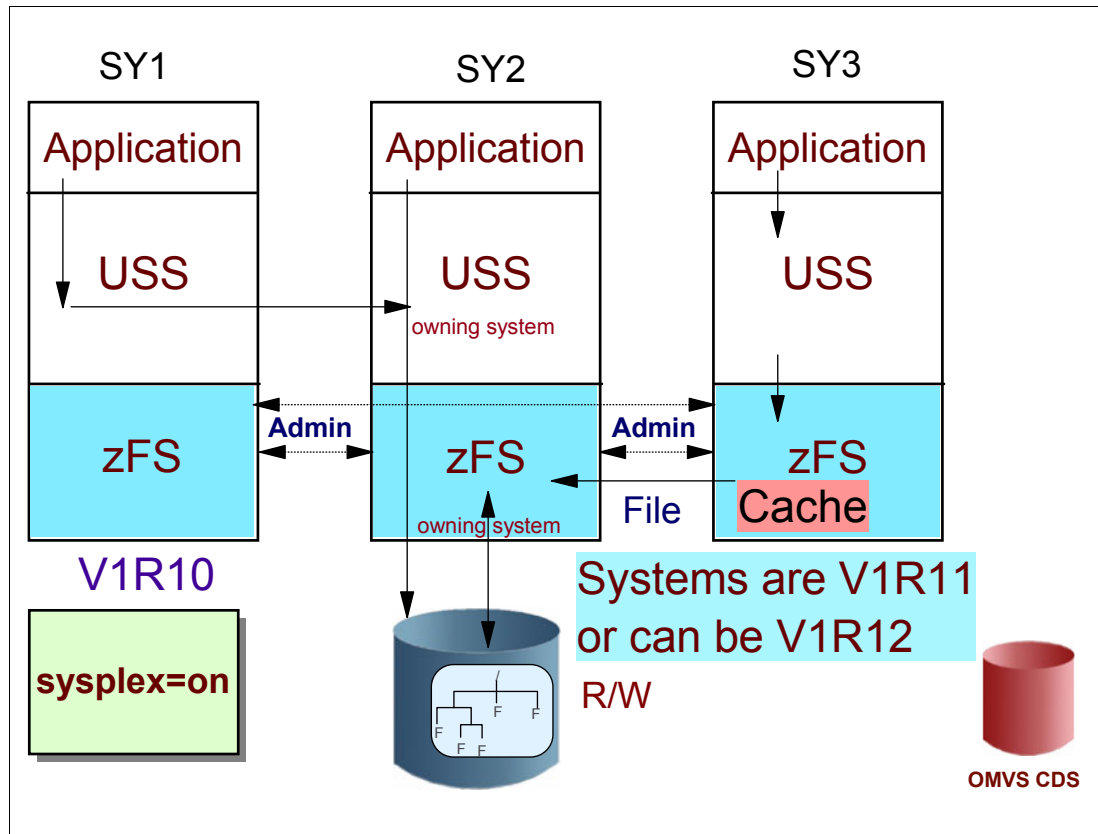 SY1
SY2
SY3
Application
Application
Application
USS
USS
USS
owning system
Admin
Admin
zFS
zFS
zFS
owning system
File
Cache
V1R10
Systems are V1R11
or can be V1R12
sysplex=on
R/W
/
F
F
F
F
F
OMVS CDS